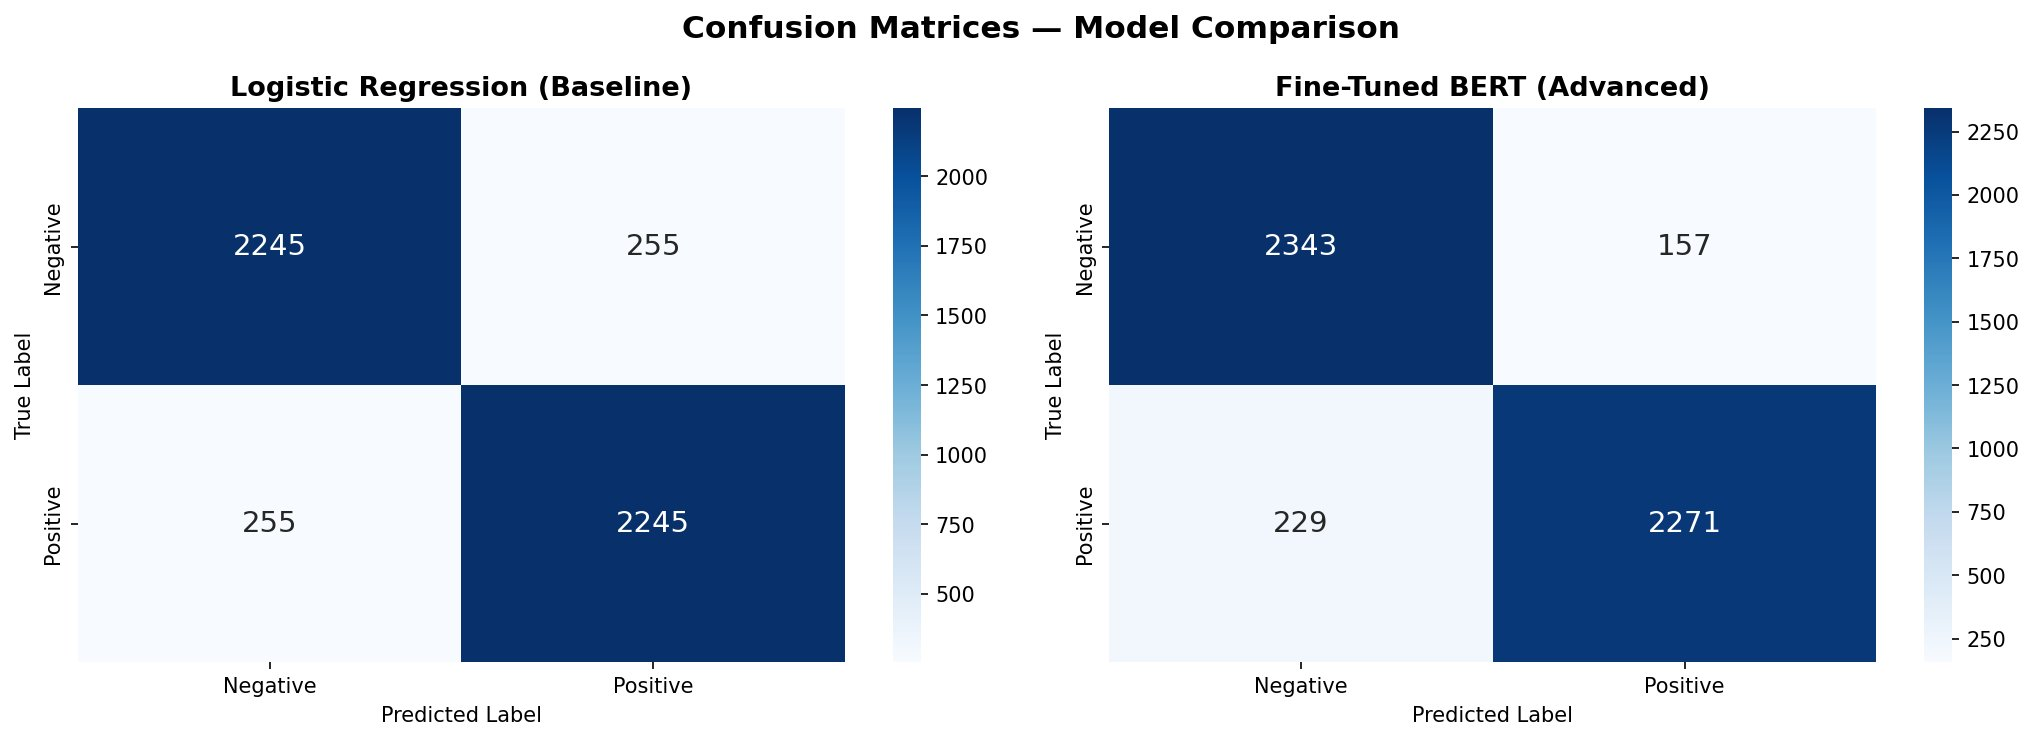 Confusion Matrices — Model Comparison
Logistic Regression (Baseline)
True Label
Negative
Positive
2245
255
255
2245
Negative
Positive
Predicted Label
2000
1750
1500
1250
1000
750
500
Fine-Tuned BERT (Advanced)
True Label
Negative
Positive
2343
157
229
2271
Negative
Positive
Predicted Label
2250
2000
1750
1500
1250
1000
750
500
250